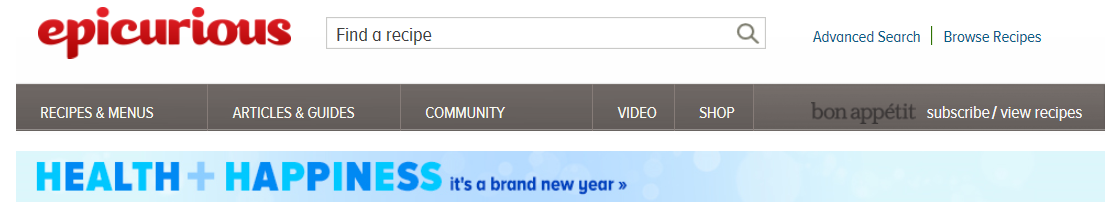 epicurious
Find a recipe
Advanced Search | Browse Recipes
RECIPES & MENUS ARTICLES & GUIDES COMMUNITY VIDEO SHOP bon appétit subscribe / view recipes
HEALTH + HAPPINESS it's a brand new year »